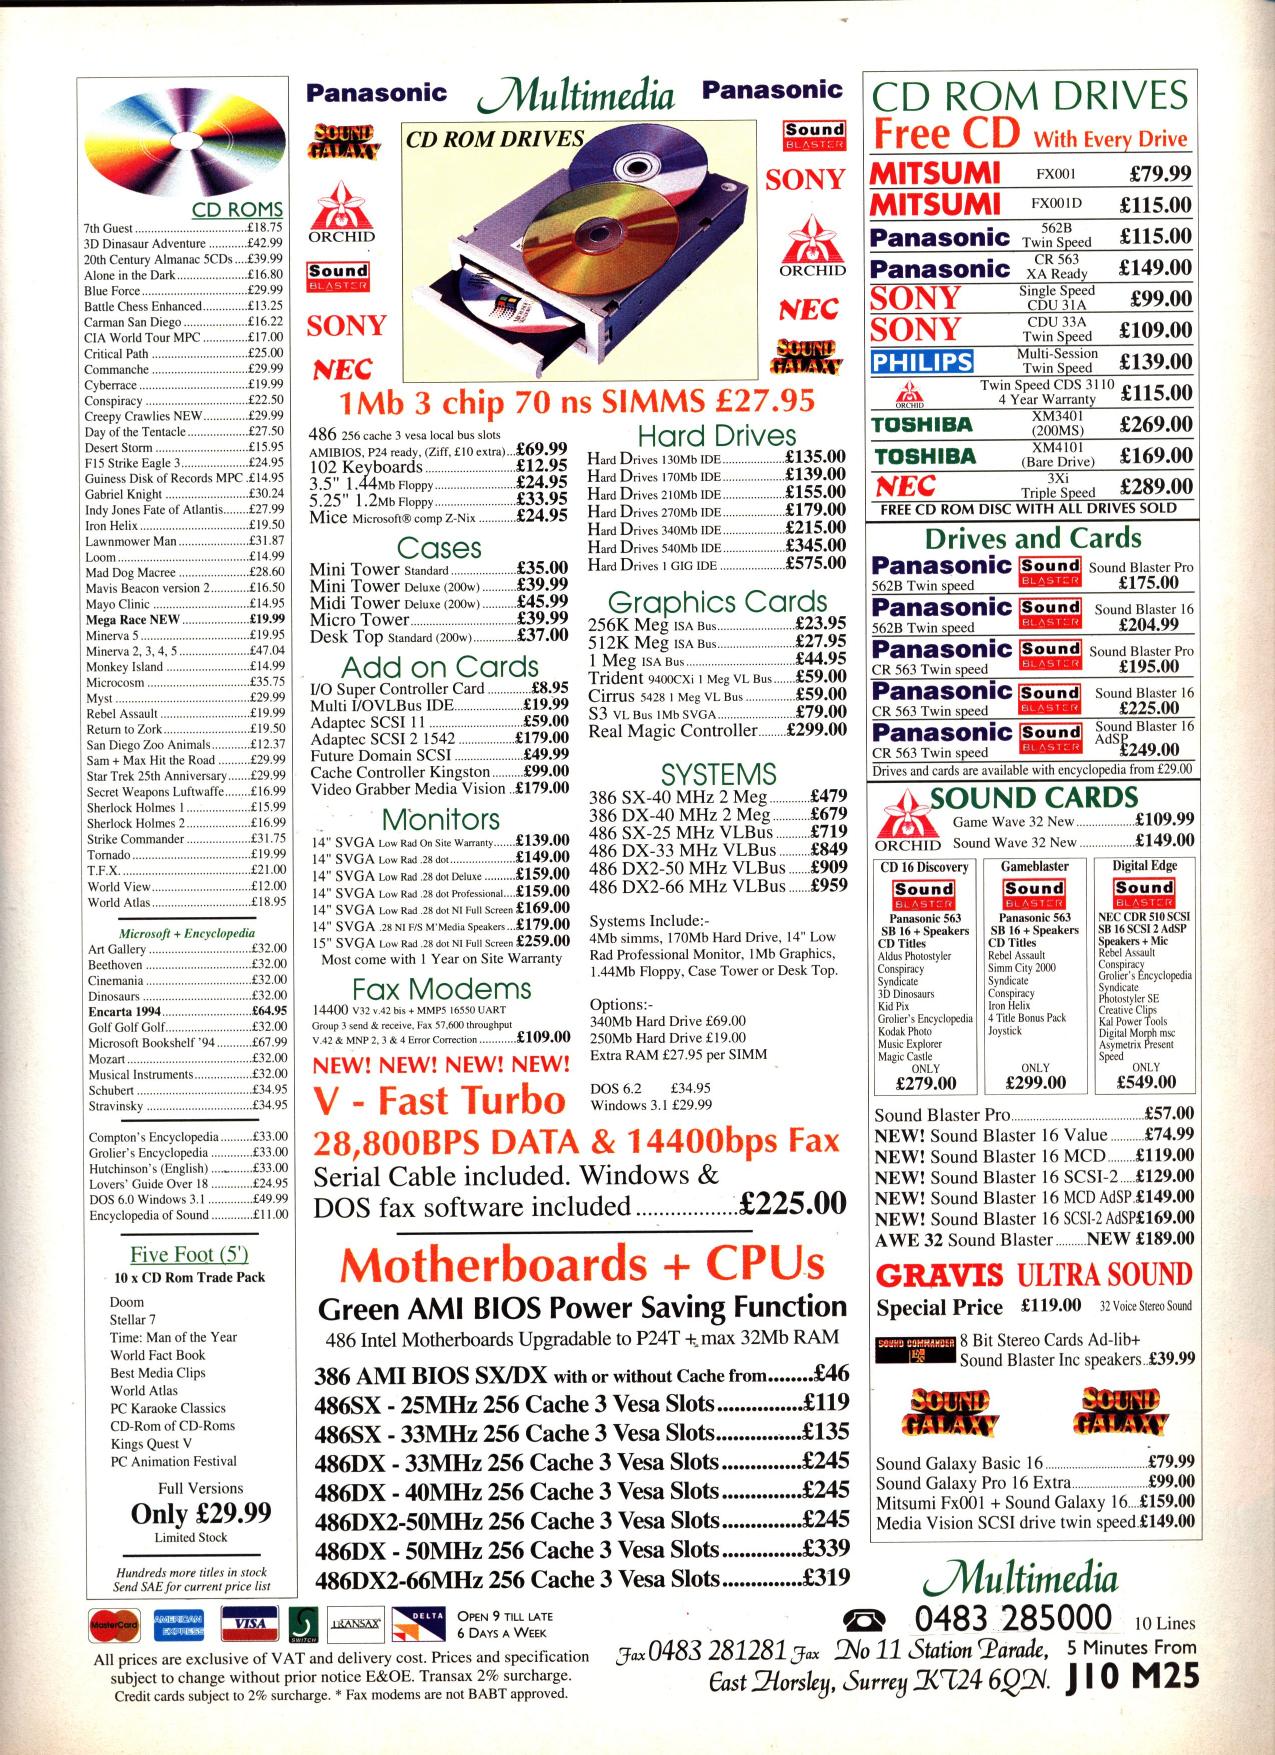 CD ROMS
7th Guest ..........£18.75
3D Dinasaur Adventure ..........£42.99
20th Century Almanac 5CDs ....£39.99
Alone in the Dark..........£16.80
Blue Force..........£29.99
Battle Chess Enhanced..........£13.25
Carman San Diego ..........£16.22
CIA World Tour MPC ..........£17.00
Critical Path ..........£25.00
Commanche ..........£29.99
Cyberrace ..........£19.99
Conspiracy ..........£22.50
Creepy Crawlies NEW..........£29.99
Day of the Tentacle..........£27.50
Desert Storm ..........£15.95
F15 Strike Eagle 3..........£24.95
Guiness Disk of Records MPC .£14.95
Gabriel Knight ..........£30.24
Indy Jones Fate of Atlantis.......£27.99
Iron Helix..........£19.50
Lawnmower Man..........£31.87
Loom..........£14.99
Mad Dog Macree ..........£28.60
Mavis Beacon version 2..........£16.50
Mayo Clinic ..........£14.95
Mega Race NEW ..........£19.99
Minerva 5..........£19.95
Minerva 2, 3, 4, 5..........£47.04
Monkey Island ..........£14.99
Microcosm ..........£35.75
Myst ..........£29.99
Rebel Assault ..........£19.99
Return to Zork ..........£19.50
San Diego Zoo Animals..........£12.37
Sam + Max Hit the Road ..........£29.99
Star Trek 25th Anniversary......£29.99
Secret Weapons Luftwaffe......£16.99
Sherlock Holmes 1 ..........£15.99
Sherlock Holmes 2..........£16.99
Strike Commander ..........£31.75
Tornado..........£19.99
T.F.X...........£21.00
World View..........£12.00
World Atlas..........£18.95
Microsoft + Encyclopedia
Art Gallery ..........£32.00
Beethoven ..........£32.00
Cinemania ..........£32.00
Dinosaurs ..........£32.00
Encarta 1994..........£64.95
Golf Golf Golf..........£32.00
Microsoft Bookshelf '94 ..........£67.99
Mozart..........£32.00
Musical Instruments..........£32.00
Schubert..........£34.95
Stravinsky ..........£34.95
Compton's Encyclopedia..........£33.00
Grolier's Encyclopedia ..........£33.00
Hutchinson's (English) ..........£33.00
Lovers' Guide Over 18 ..........£24.95
DOS 6.0 Windows 3.1 ..........£49.99
Encyclopedia of Sound ..........£11.00
Five Foot (5')
10 x CD Rom Trade Pack
Doom
Stellar 7
Time: Man of the Year
World Fact Book
Best Media Clips
World Atlas
PC Karaoke Classics
CD-Rom of CD-Roms
Kings Quest V
PC Animation Festival
Full Versions
Only £29.99
Limited Stock
Hundreds more titles in stock
Send SAE for current price list
Panasonic Multimedia Panasonic
SOUND GALAXY
ORCHID
Sound BLASTER
SONY
NEC
CD ROM DRIVES
Sound BLASTER
SONY
ORCHID
NEC
SOUND GALAXY
1Mb 3 chip 70 ns SIMMS £27.95
486 256 cache 3 vesa local bus slots
AMIBIOS, P24 ready, (Ziff, £10 extra)...£69.99
102 Keyboards..........£12.95
3.5" 1.44Mb Floppy..........£24.95
5.25" 1.2Mb Floppy..........£33.95
Mice Microsoft® comp Z-Nix ..........£24.95
Cases
Mini Tower Standard ..........£35.00
Mini Tower Deluxe (200w) ..........£39.99
Midi Tower Deluxe (200w) ..........£45.99
Micro Tower..........£39.99
Desk Top Standard (200w)..........£37.00
Add on Cards
I/O Super Controller Card ..........£8.95
Multi I/OVLBus IDE..........£19.99
Adaptec SCSI 11 ..........£59.00
Adaptec SCSI 2 1542 ..........£179.00
Future Domain SCSI ..........£49.99
Cache Controller Kingston..........£99.00
Video Grabber Media Vision ..£179.00
Monitors
14" SVGA Low Rad On Site Warranty......£139.00
14" SVGA Low Rad .28 dot..........£149.00
14" SVGA Low Rad .28 dot Deluxe ..........£159.00
14" SVGA Low Rad .28 dot Professional....£159.00
14" SVGA Low Rad .28 dot NI Full Screen £169.00
14" SVGA .28 NI F/S M'Media Speakers ...£179.00
15" SVGA Low Rad .28 dot NI Full Screen £259.00
Most come with 1 Year on Site Warranty
Fax Modems
14400 V32 v.42 bis + MMP5 16550 UART
Group 3 send & receive, Fax 57,600 throughput
V.42 & MNP 2, 3 & 4 Error Correction ..........£109.00
NEW! NEW! NEW! NEW!
V - Fast Turbo
28,800BPS DATA & 14400bps Fax
Serial Cable included. Windows &
DOS fax software included ..........£225.00
Hard Drives
Hard Drives 130Mb IDE..........£135.00
Hard Drives 170Mb IDE..........£139.00
Hard Drives 210Mb IDE..........£155.00
Hard Drives 270Mb IDE..........£179.00
Hard Drives 340Mb IDE..........£215.00
Hard Drives 540Mb IDE..........£345.00
Hard Drives 1 GIG IDE ..........£575.00
Graphics Cards
256K Meg ISA Bus..........£23.95
512K Meg ISA Bus..........£27.95
1 Meg ISA Bus..........£44.95
Trident 9400CXi 1 Meg VL Bus......£59.00
Cirrus 5428 1 Meg VL Bus ..........£59.00
S3 VL Bus 1Mb SVGA..........£79.00
Real Magic Controller.......£299.00
SYSTEMS
386 SX-40 MHz 2 Meg..........£479
386 DX-40 MHz 2 Meg..........£679
486 SX-25 MHz VLBus ..........£719
486 DX-33 MHz VLBus ..........£849
486 DX2-50 MHz VLBus ......£909
486 DX2-66 MHz VLBus ......£959
Systems Include:-
4Mb simms, 170Mb Hard Drive, 14" Low
Rad Professional Monitor, 1Mb Graphics,
1.44Mb Floppy, Case Tower or Desk Top.
Options:-
340Mb Hard Drive £69.00
250Mb Hard Drive £19.00
Extra RAM £27.95 per SIMM
DOS 6.2 £34.95
Windows 3.1 £29.99
Motherboards + CPUs
Green AMI BIOS Power Saving Function
486 Intel Motherboards Upgradable to P24T + max 32Mb RAM
386 AMI BIOS SX/DX with or without Cache from........£46
486SX - 25MHz 256 Cache 3 Vesa Slots..........£119
486SX - 33MHz 256 Cache 3 Vesa Slots..........£135
486DX - 33MHz 256 Cache 3 Vesa Slots..........£245
486DX - 40MHz 256 Cache 3 Vesa Slots..........£245
486DX2-50MHz 256 Cache 3 Vesa Slots..........£245
486DX - 50MHz 256 Cache 3 Vesa Slots..........£339
486DX2-66MHz 256 Cache 3 Vesa Slots..........£319
CD ROM DRIVES
Free CD With Every Drive
MITSUMI FX001 £79.99
MITSUMI FX001D £115.00
Panasonic 562B Twin Speed £115.00
Panasonic CR 563 XA Ready £149.00
SONY Single Speed CDU 31A £99.00
SONY CDU 33A Twin Speed £109.00
PHILIPS Multi-Session Twin Speed £139.00
ORCHID Twin Speed CDS 3110 4 Year Warranty £115.00
TOSHIBA XM3401 (200MS) £269.00
TOSHIBA XM4101 (Bare Drive) £169.00
NEC 3Xi Triple Speed £289.00
FREE CD ROM DISC WITH ALL DRIVES SOLD
Drives and Cards
Panasonic 562B Twin speed Sound BLASTER Sound Blaster Pro £175.00
Panasonic 562B Twin speed Sound BLASTER Sound Blaster 16 £204.99
Panasonic CR 563 Twin speed Sound BLASTER Sound Blaster Pro £195.00
Panasonic CR 563 Twin speed Sound BLASTER Sound Blaster 16 £225.00
Panasonic CR 563 Twin speed Sound BLASTER Sound Blaster 16 AdSP £249.00
Drives and cards are available with encyclopedia from £29.00
ORCHID
SOUND CARDS
Game Wave 32 New..........£109.99
Sound Wave 32 New ..........£149.00
CD 16 Discovery
Sound BLASTER
Panasonic 563
SB 16 + Speakers
CD Titles
Aldus Photostyler
Conspiracy
Syndicate
3D Dinosaurs
Kid Pix
Grolier's Encyclopedia
Kodak Photo
Music Explorer
Magic Castle
ONLY
£279.00
Gameblaster
Sound BLASTER
Panasonic 563
SB 16 + Speakers
CD Titles
Rebel Assault
Simm City 2000
Syndicate
Conspiracy
Iron Helix
4 Title Bonus Pack
Joystick
ONLY
£299.00
Digital Edge
Sound BLASTER
NEC CDR 510 SCSI
SB 16 SCSI 2 AdSP
Speakers + Mic
Rebel Assault
Conspiracy
Grolier's Encyclopedia
Syndicate
Photostyler SE
Creative Clips
Kal Power Tools
Digital Morph msc
Asymetrix Present
Speed
ONLY
£549.00
Sound Blaster Pro..........£57.00
NEW! Sound Blaster 16 Value ..........£74.99
NEW! Sound Blaster 16 MCD..........£119.00
NEW! Sound Blaster 16 SCSI-2....£129.00
NEW! Sound Blaster 16 MCD AdSP.£149.00
NEW! Sound Blaster 16 SCSI-2 AdSP£169.00
AWE 32 Sound Blaster..........NEW £189.00
GRAVIS ULTRA SOUND
Special Price £119.00 32 Voice Stereo Sound
SOUND COMMANDER
8 Bit Stereo Cards Ad-lib+
Sound Blaster Inc speakers..£39.99
SOUND GALAXY SOUND GALAXY
Sound Galaxy Basic 16..........£79.99
Sound Galaxy Pro 16 Extra..........£99.00
Mitsumi Fx001 + Sound Galaxy 16...£159.00
Media Vision SCSI drive twin speed.£149.00
MasterCard AMERICAN EXPRESS VISA SWITCH TRANSAX DELTA
OPEN 9 TILL LATE
6 DAYS A WEEK
All prices are exclusive of VAT and delivery cost. Prices and specification
subject to change without prior notice E&OE. Transax 2% surcharge.
Credit cards subject to 2% surcharge. * Fax modems are not BABT approved.
Multimedia
0483 285000 10 Lines
Fax 0483 281281 Fax No 11 Station Parade,
East Horsley, Surrey KT24 6QN.
5 Minutes From
J10 M25